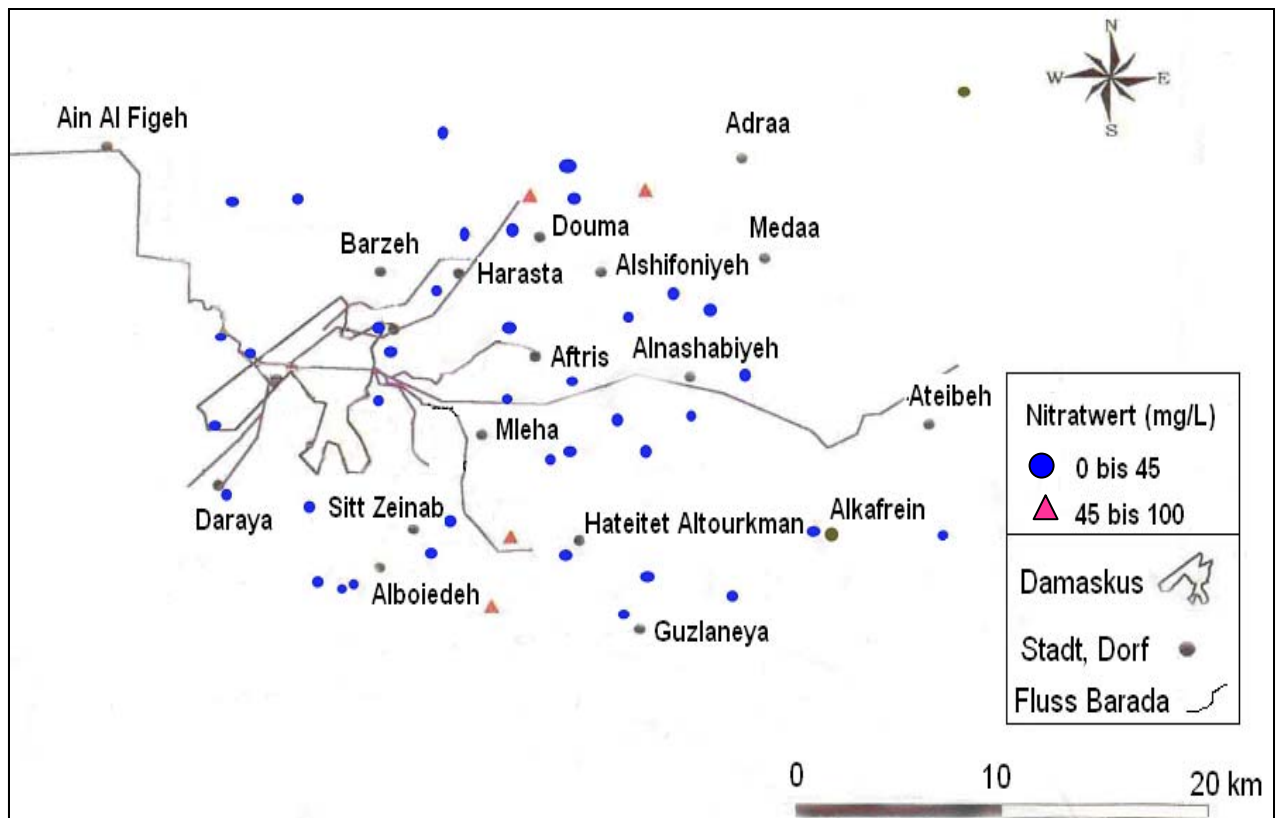 N
W E
S
Ain Al Figeh
Adraa
Douma
Medaa
Barzeh
Alshifoniyeh
Harasta
Aftris
Alnashabiyeh
Ateibeh
Mleha
Daraya
Sitt Zeinab
Hateitet Altourkman
Alkafrein
Alboiedeh
Guzlaneya
Nitratwert (mg/L)
0 bis 45
45 bis 100
Damaskus
Stadt, Dorf
Fluss Barada
0 10 20 km